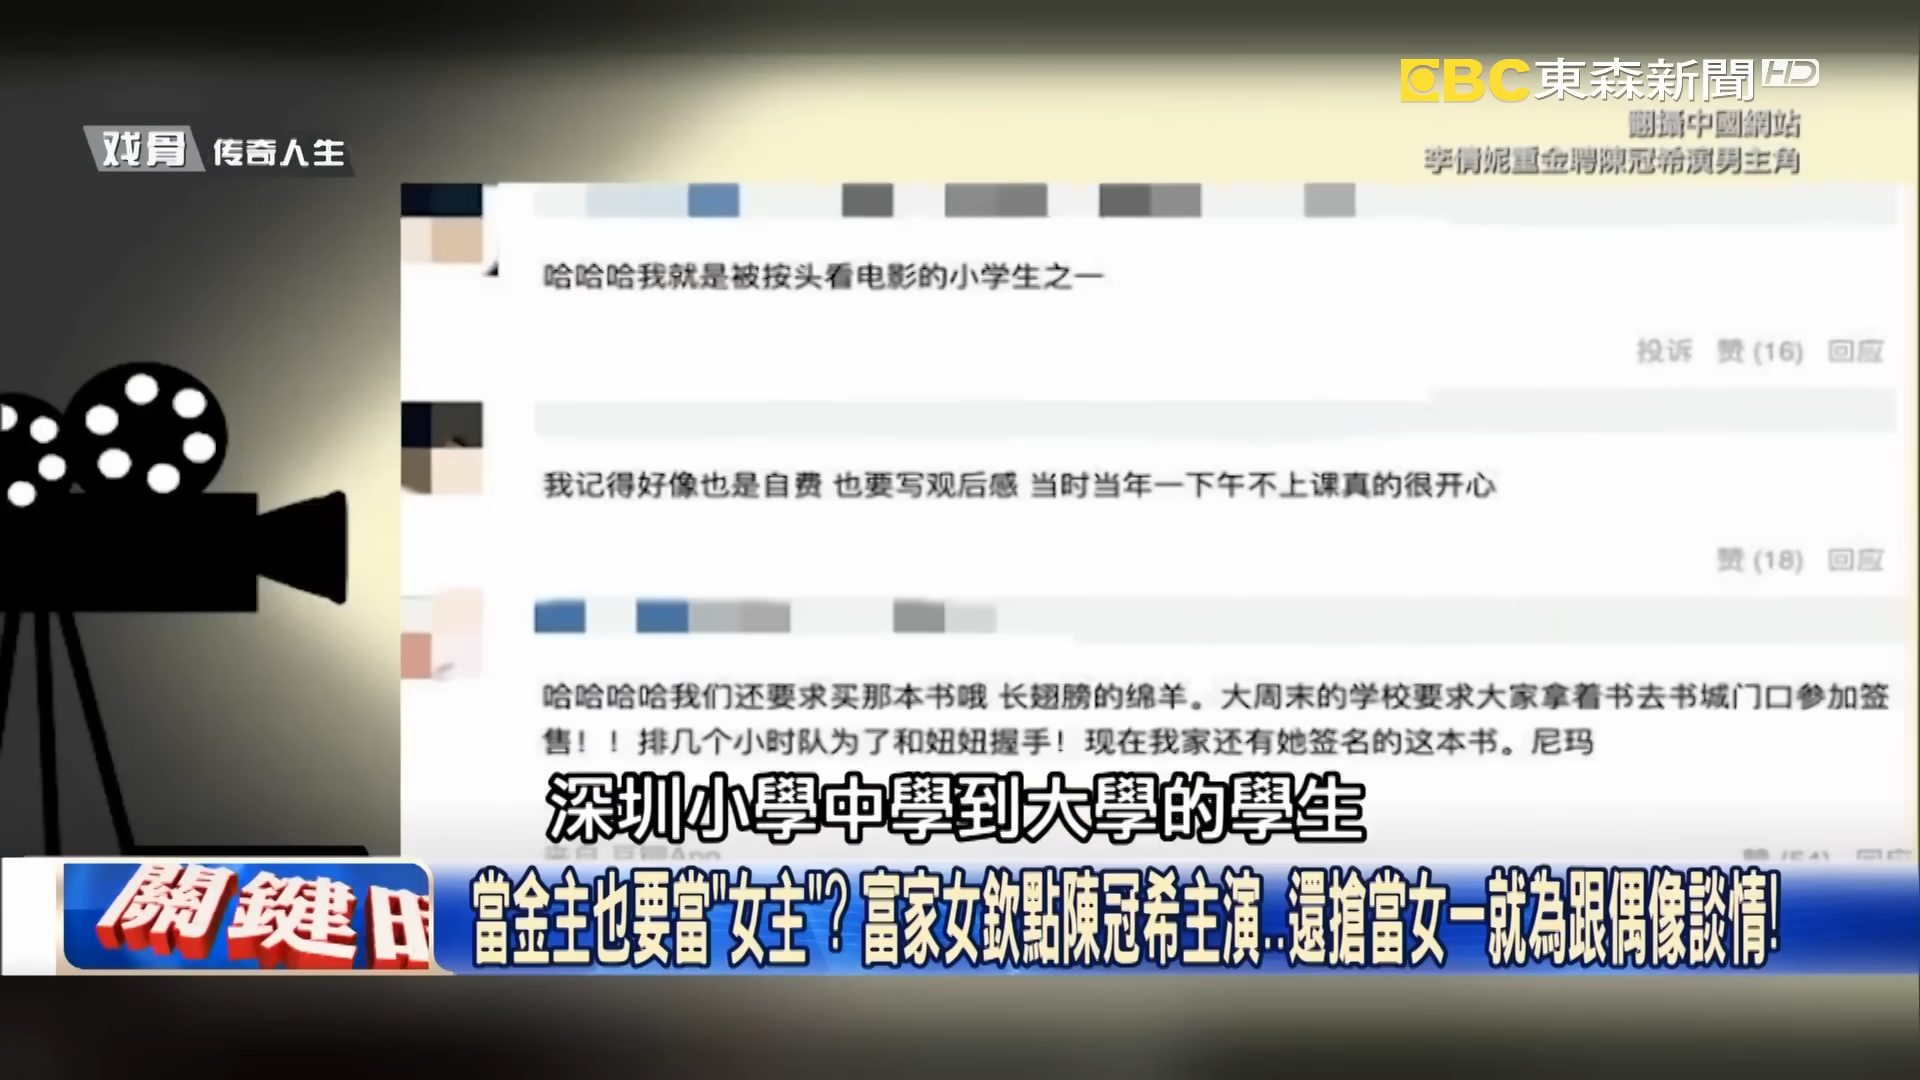 EBC東森新聞HD
翻攝中國網站
李倩妮重金聘陳冠希演男主角
戏骨 传奇人生
哈哈哈我就是被按头看电影的小学生之一
投诉 赞 (16) 回应
我记得好像也是自费 也要写观后感 当时当年一下午不上课真的很开心
赞 (18) 回应
哈哈哈哈我们还要求买那本书哦 长翅膀的绵羊。大周末的学校要求大家拿着书去书城门口参加签
售！！排几个小时队为了和妞妞握手！现在我家还有她签名的这本书。尼玛
深圳小學中學到大學的學生
關鍵時
當金主也要當"女主"？富家女欽點陳冠希主演..還搶當女一就為跟偶像談情！